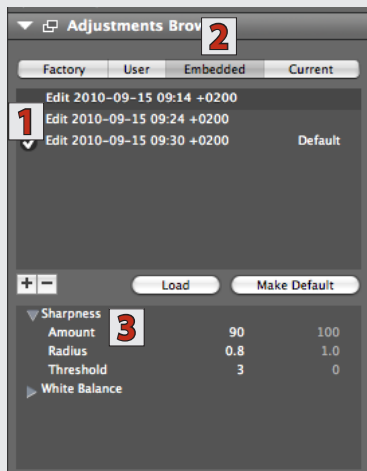 Adjustments Brow
2
Factory User Embedded Current
Edit 2010-09-15 09:14 +0200
1
Edit 2010-09-15 09:24 +0200
Edit 2010-09-15 09:30 +0200 Default
+ − Load Make Default
Sharpness
3
Amount 90 100
Radius 0.8 1.0
Threshold 3 0
White Balance